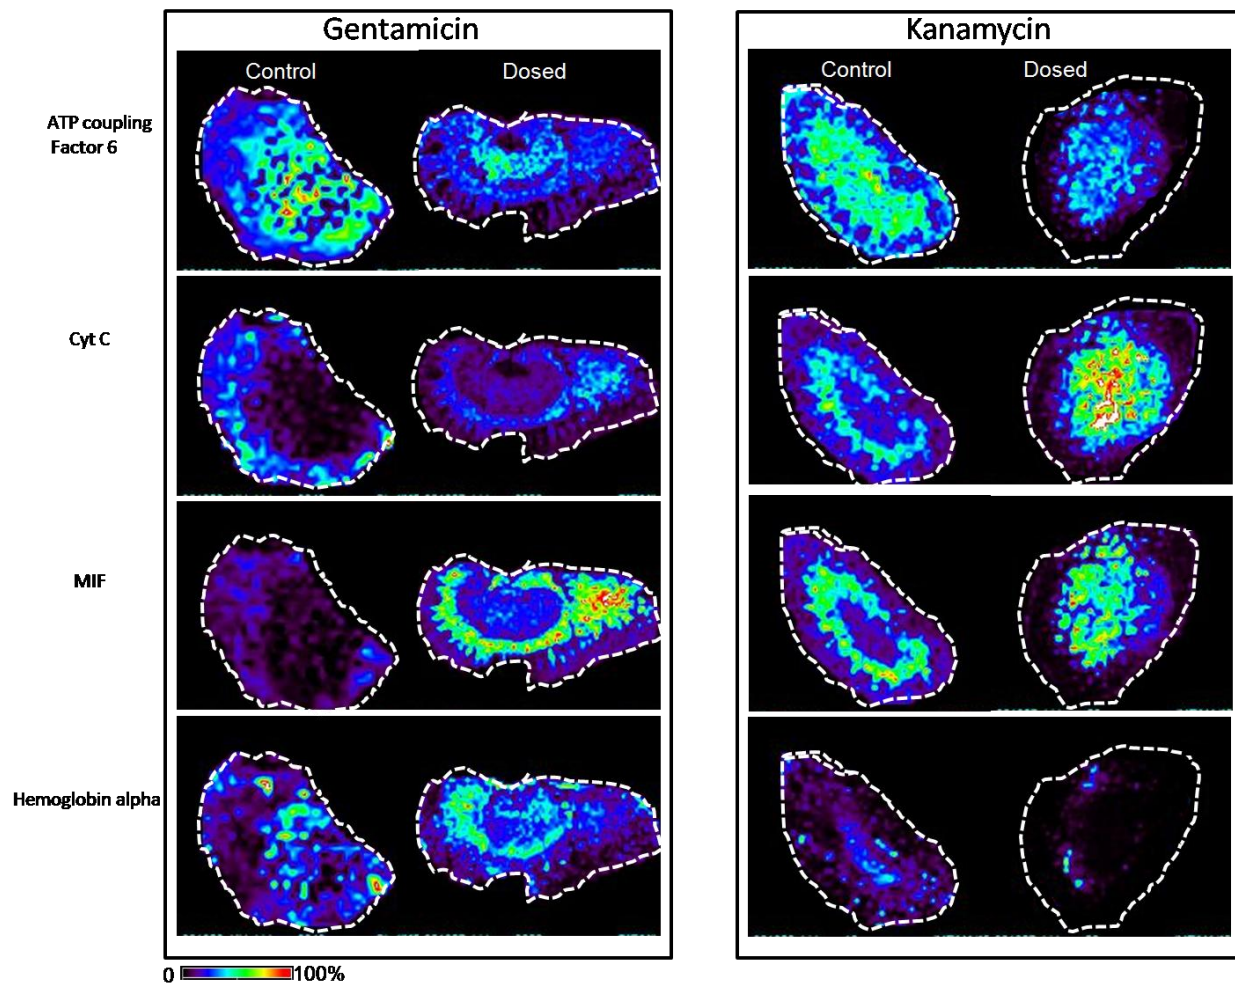 Gentamicin
Kanamycin
Control
Dosed
Control
Dosed
ATP coupling
Factor 6
Cyt C
MIF
Hemoglobin alpha
0
100%